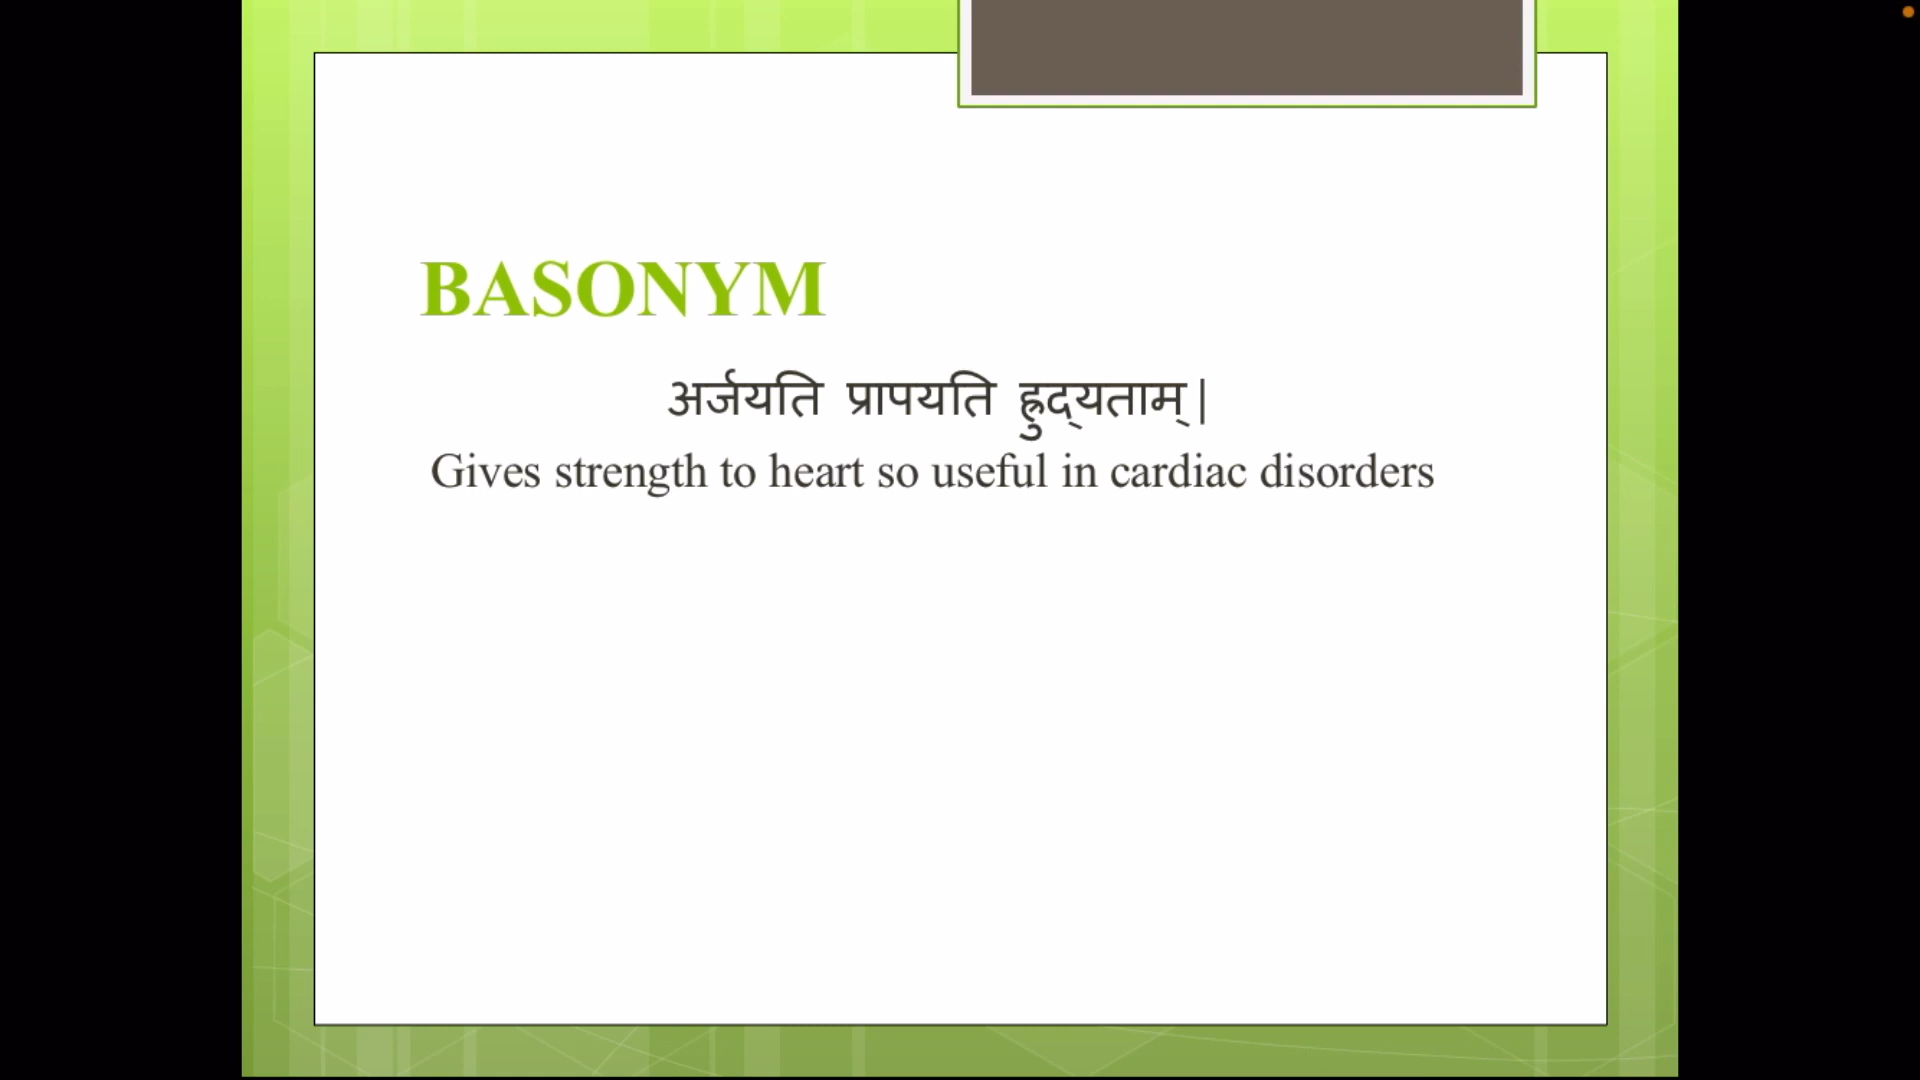 BASONYM
अर्जयति प्रापयति ह्रुद्‌यताम् |
Gives strength to heart so useful in cardiac disorders